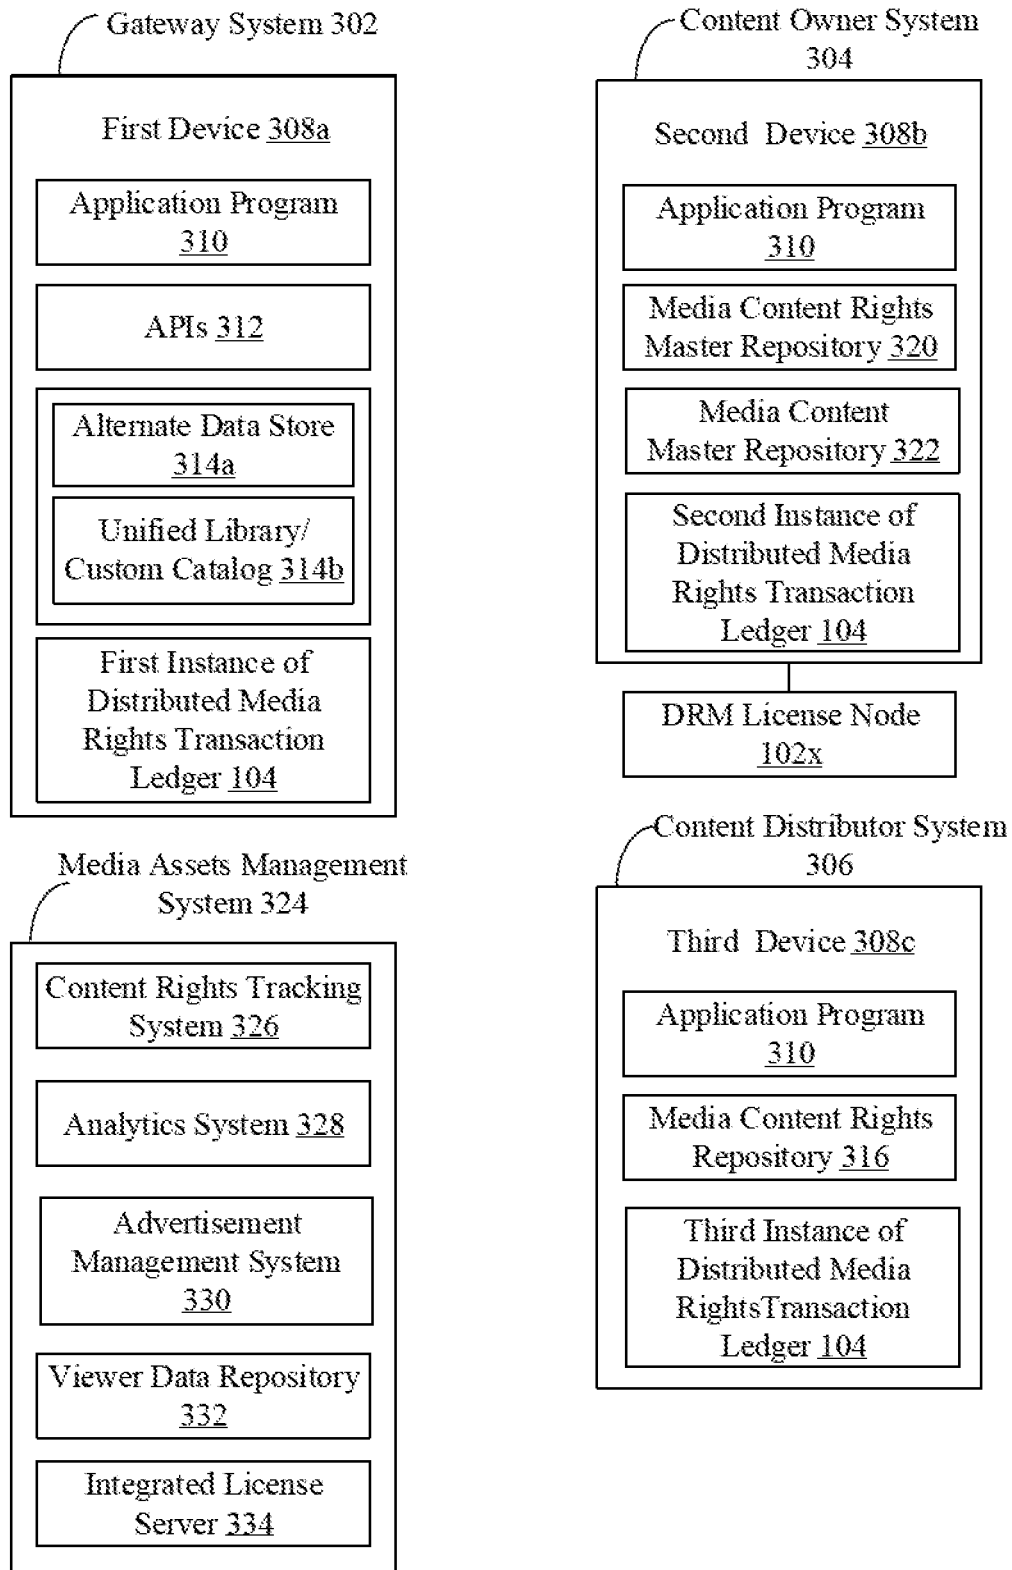 Gateway System 302
First Device 308a
Application Program
310
APIs 312
Alternate Data Store
314a
Unified Library/
Custom Catalog 314b
First Instance of
Distributed Media
Rights Transaction
Ledger 104
Content Owner System
304
Second Device 308b
Application Program
310
Media Content Rights
Master Repository 320
Media Content
Master Repository 322
Second Instance of
Distributed Media
Rights Transaction
Ledger 104
DRM License Node
102x
Media Assets Management
System 324
Content Rights Tracking
System 326
Analytics System 328
Advertisement
Management System
330
Viewer Data Repository
332
Integrated License
Server 334
Content Distributor System
306
Third Device 308c
Application Program
310
Media Content Rights
Repository 316
Third Instance of
Distributed Media
RightsTransaction
Ledger 104